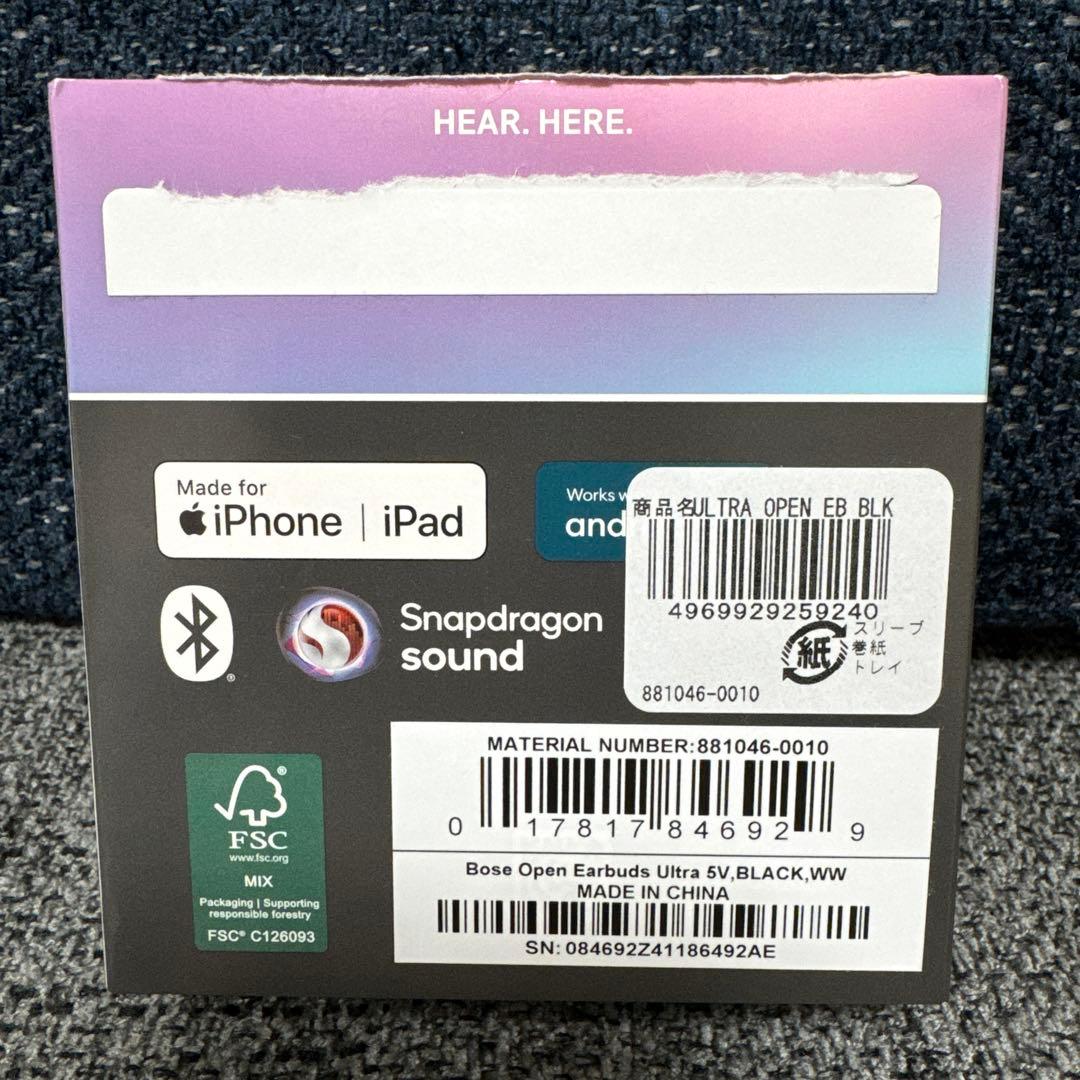 HEAR. HERE.
Made for
iPhone | iPad
Works
and
商品名ULTRA OPEN EB BLK
4969929259240
紙
スリーブ
巻紙
トレイ
881046-0010
Snapdragon
sound
MATERIAL NUMBER:881046-0010
0 17817 84692 9
Bose Open Earbuds Ultra 5V,BLACK,WW
MADE IN CHINA
SN: 084692Z41186492AE
FSC
www.fsc.org
MIX
Packaging | Supporting
responsible forestry
FSC® C126093